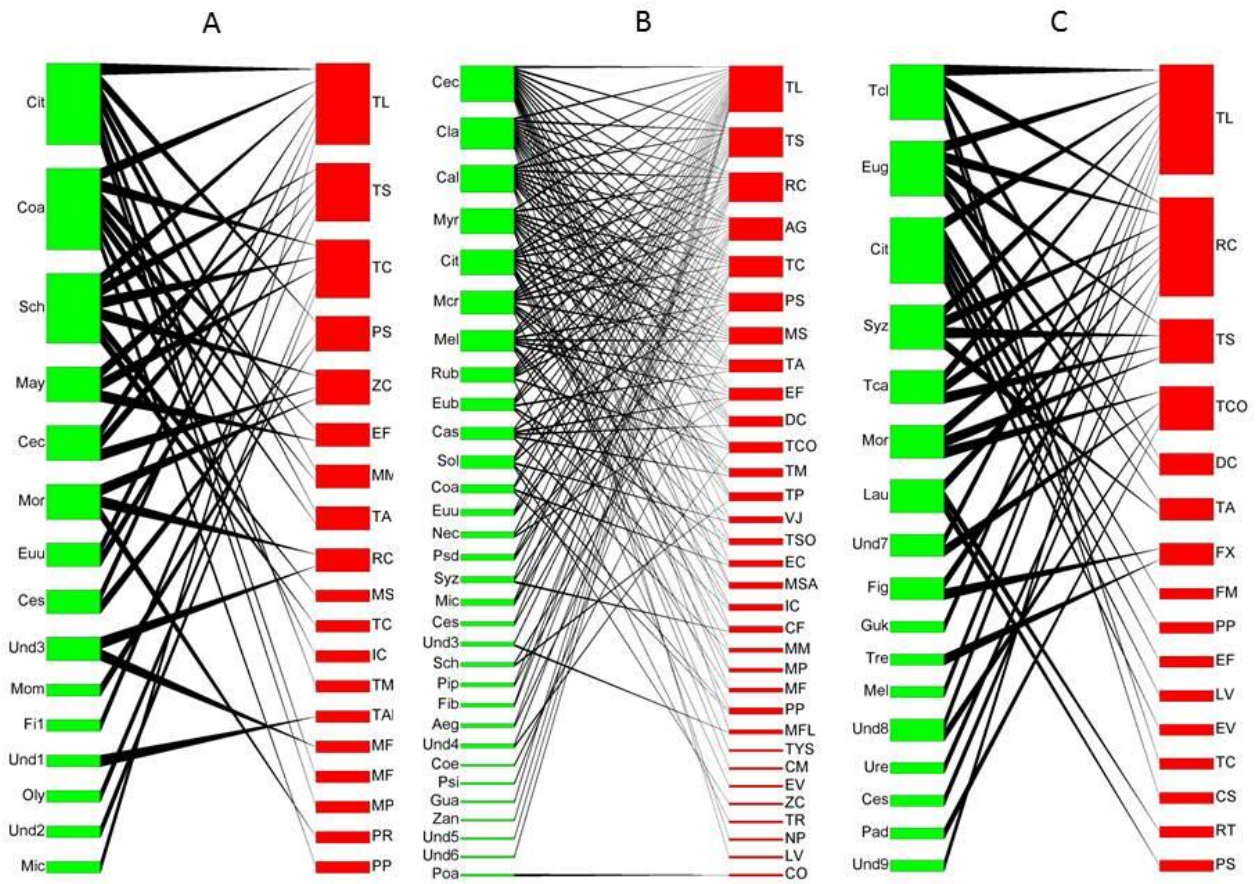 A
B
C
Cit
Coa
Sch
May
Cec
Mor
Euu
Ces
Und3
Mom
Fi1
Und1
Oly
Und2
Mic
TL
TS
TC
PS
ZC
EF
MM
TA
RC
MS
TC
IC
TM
TA
MF
MF
MP
PR
PP
Cec
Cla
Cal
Myr
Cit
Mcr
Mel
Rub
Eub
Cas
Sol
Coa
Euu
Nec
Psd
Syz
Mic
Ces
Und3
Sch
Pip
Fib
Aeg
Und4
Coe
Psi
Gua
Zan
Und5
Und6
Poa
TL
TS
RC
AG
TC
PS
MS
TA
EF
DC
TCO
TM
TP
VJ
TSO
EC
MSA
IC
CF
MM
MP
MF
PP
MFL
TYS
CM
EV
ZC
TR
NP
LV
CO
Tcl
Eug
Cit
Syz
Tca
Mor
Lau
Und7
Fig
Guk
Tre
Mel
Und8
Ure
Ces
Pad
Und9
TL
RC
TS
TCO
DC
TA
FX
FM
PP
EF
LV
EV
TC
CS
RT
PS